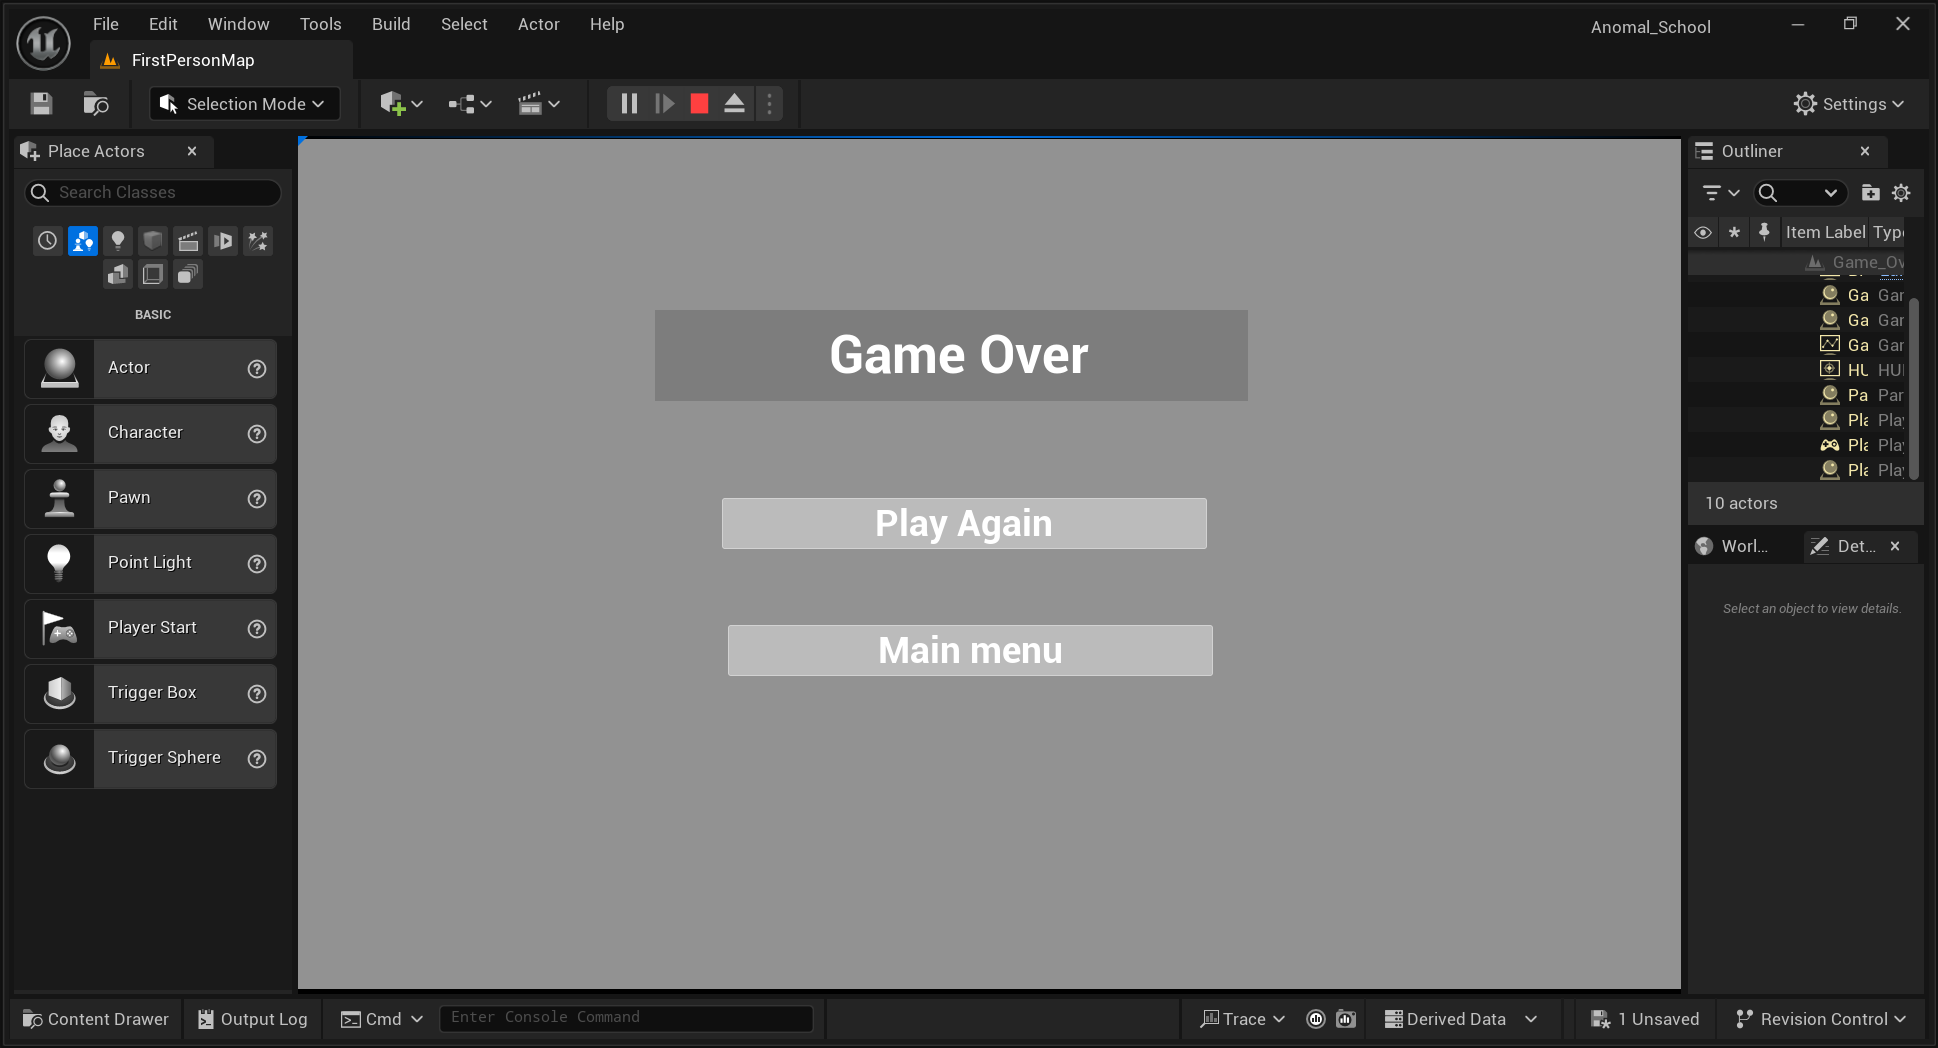 File Edit Window Tools Build Select Actor Help
Anomal_School
FirstPersonMap
Selection Mode
Settings
Place Actors
Search Classes
BASIC
Actor
Character
Pawn
Point Light
Player Start
Trigger Box
Trigger Sphere
Game Over
Play Again
Main menu
Outliner
Item Label Type
Game_Ov
Ga Gar
Ga Gar
Ga Gar
HU HUI
Pa Par
Pla Play
Pla Play
Pla Play
10 actors
Worl... Det...
Select an object to view details.
Content Drawer Output Log Cmd Enter Console Command Trace Derived Data 1 Unsaved Revision Control